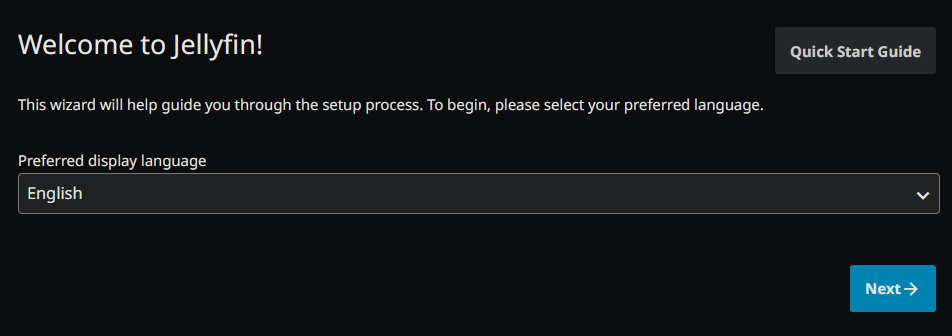 Welcome to Jellyfin!
Quick Start Guide
This wizard will help guide you through the setup process. To begin, please select your preferred language.
Preferred display language
English
Next